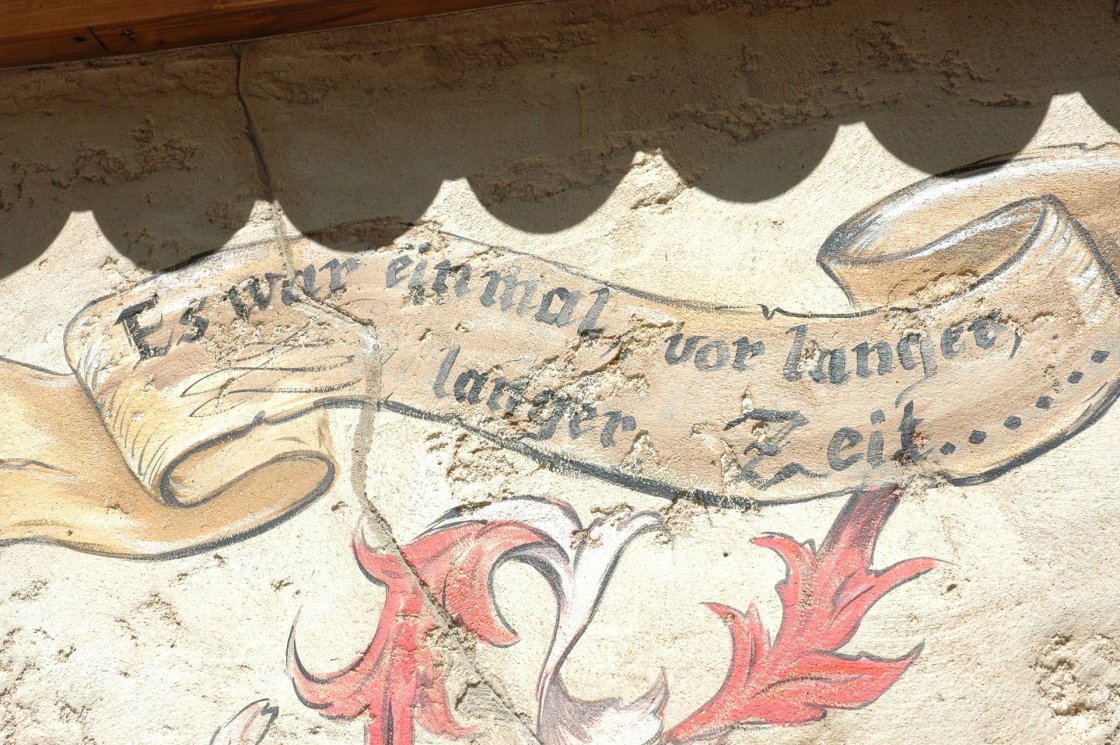 Es war einmal vor langer,
langer Zeit.....